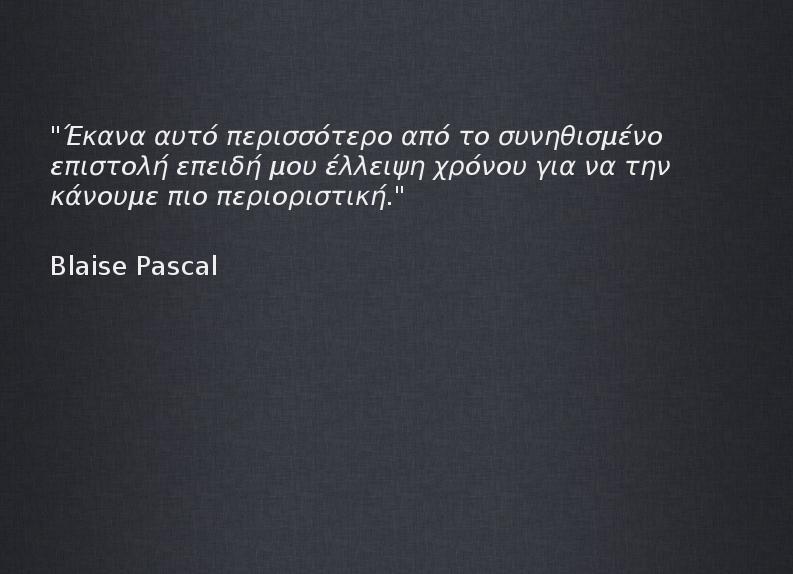 "Έκανα αυτό περισσότερο από το συνηθισμένο
επιστολή επειδή μου έλλειψη χρόνου για να την
κάνουμε πιο περιοριστική."
Blaise Pascal